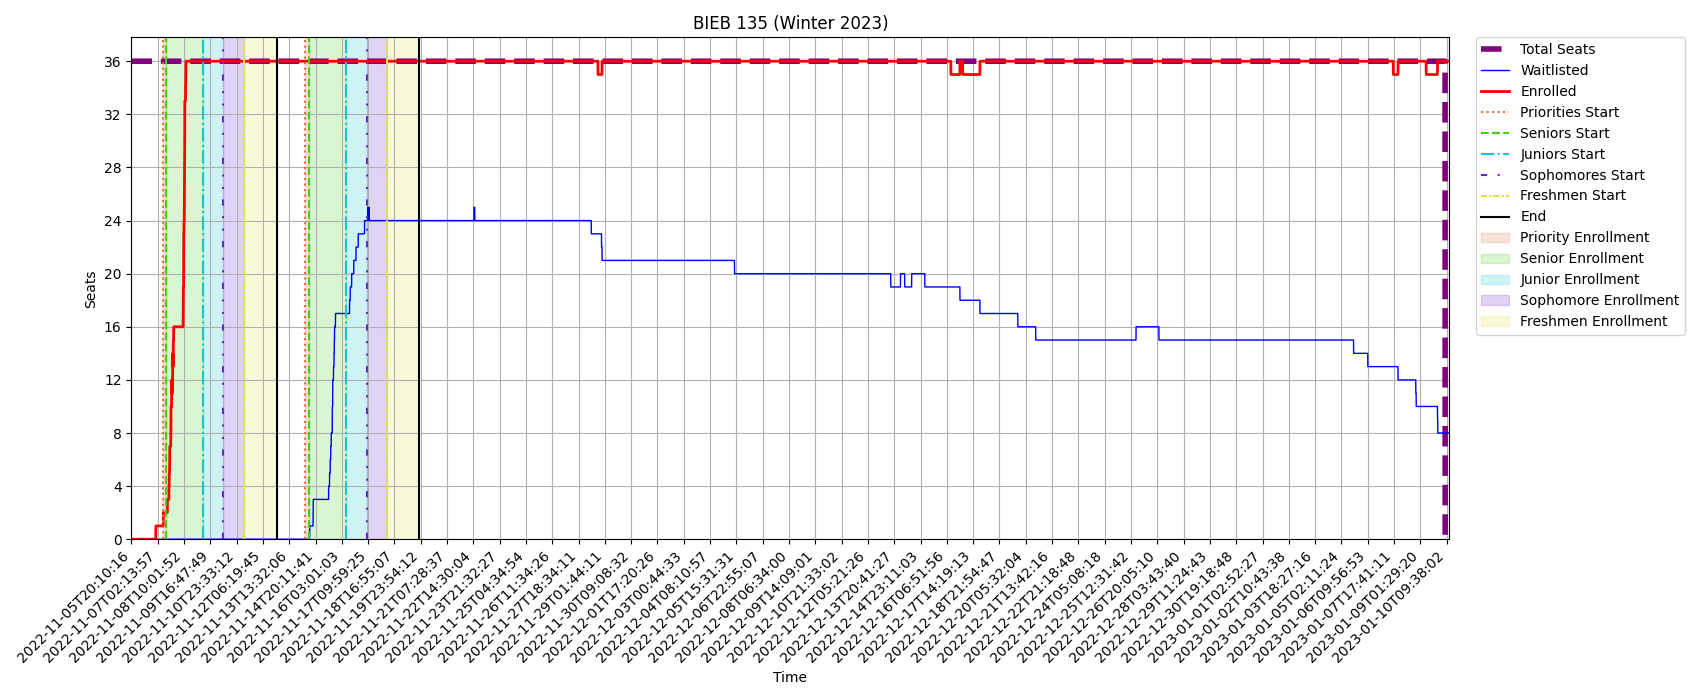 BIEB 135 (Winter 2023)
Seats
36
32
28
24
20
16
12
8
4
0
2022-11-05T20:10:16
2022-11-07T02:13:57
2022-11-08T10:01:52
2022-11-09T16:47:49
2022-11-10T23:33:12
2022-11-12T06:19:45
2022-11-13T13:32:06
2022-11-14T20:11:41
2022-11-16T03:01:03
2022-11-17T09:59:25
2022-11-18T16:55:07
2022-11-19T23:54:12
2022-11-21T07:28:37
2022-11-22T14:30:04
2022-11-23T21:32:27
2022-11-25T04:34:54
2022-11-26T11:34:26
2022-11-27T18:34:11
2022-11-29T01:44:11
2022-11-30T09:08:32
2022-12-01T17:20:26
2022-12-03T00:44:33
2022-12-04T08:10:57
2022-12-05T15:31:31
2022-12-06T22:55:07
2022-12-08T06:34:00
2022-12-09T14:09:01
2022-12-10T21:33:02
2022-12-12T05:21:26
2022-12-13T20:41:27
2022-12-14T23:11:03
2022-12-16T06:51:56
2022-12-17T14:19:13
2022-12-18T21:54:47
2022-12-20T05:32:04
2022-12-21T13:42:16
2022-12-22T21:18:48
2022-12-24T05:08:18
2022-12-25T12:31:42
2022-12-26T20:05:10
2022-12-28T03:43:40
2022-12-29T11:24:43
2022-12-30T19:18:48
2023-01-01T02:52:27
2023-01-02T10:43:38
2023-01-03T18:27:16
2023-01-05T02:11:24
2023-01-06T09:56:53
2023-01-07T17:41:11
2023-01-09T01:29:20
2023-01-10T09:38:02
Time
Total Seats
Waitlisted
Enrolled
Priorities Start
Seniors Start
Juniors Start
Sophomores Start
Freshmen Start
End
Priority Enrollment
Senior Enrollment
Junior Enrollment
Sophomore Enrollment
Freshmen Enrollment